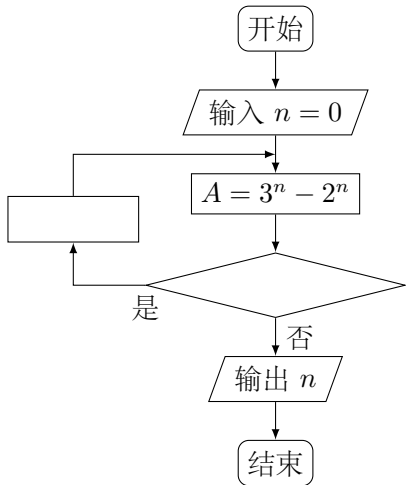 开始
输入 n = 0
A = 3^n − 2^n
是
否
输出 n
结束